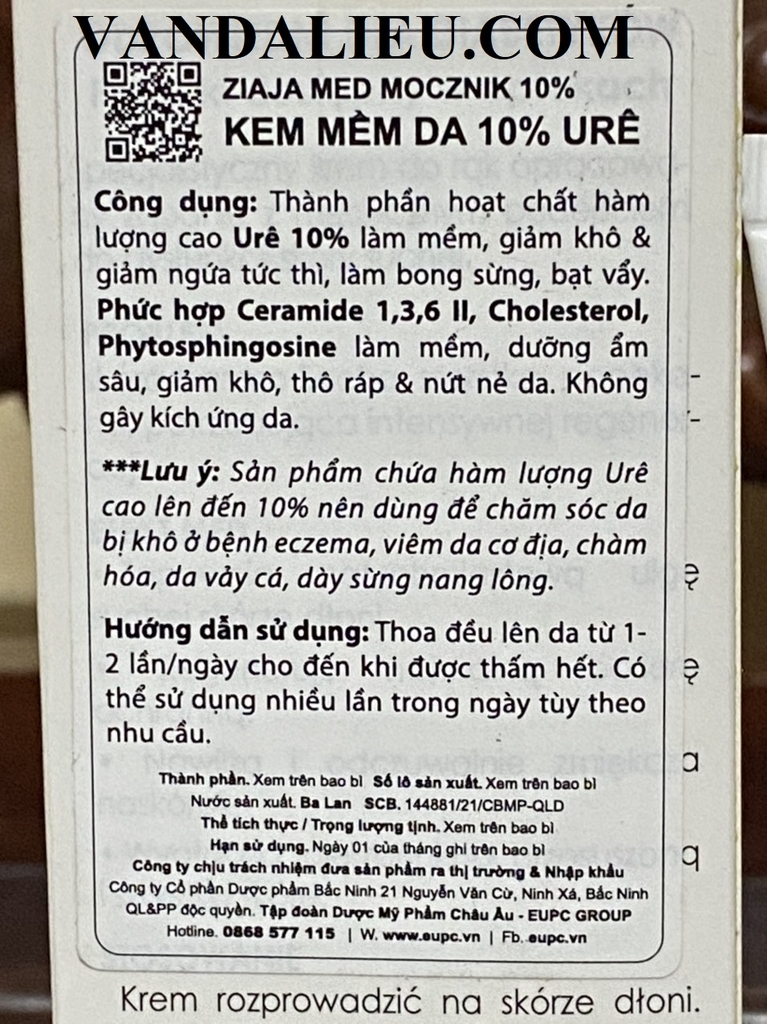 VANDALIEU.COM
ZIAJA MED MOCZNIK 10%
KEM MỀM DA 10% URÊ
Công dụng: Thành phần hoạt chất hàm
lượng cao Urê 10% làm mềm, giảm khô &
giảm ngứa tức thì, làm bong sừng, bạt vẩy.
Phức hợp Ceramide 1,3,6 II, Cholesterol,
Phytosphingosine làm mềm, dưỡng ẩm
sâu, giảm khô, thô ráp & nứt nẻ da. Không
gây kích ứng da.
***Lưu ý: Sản phẩm chứa hàm lượng Urê
cao lên đến 10% nên dùng để chăm sóc da
bị khô ở bệnh eczema, viêm da cơ địa, chàm
hóa, da vảy cá, dày sừng nang lông.
Hướng dẫn sử dụng: Thoa đều lên da từ 1-
2 lần/ngày cho đến khi được thấm hết. Có
thể sử dụng nhiều lần trong ngày tùy theo
nhu cầu.
Thành phần. Xem trên bao bì Số lô sản xuất. Xem trên bao bì
Nước sản xuất. Ba Lan SCB. 144881/21/CBMP-QLD
Thể tích thực / Trọng lượng tịnh. Xem trên bao bì
Hạn sử dụng. Ngày 01 của tháng ghi trên bao bì
Công ty chịu trách nhiệm đưa sản phẩm ra thị trường & Nhập khẩu
Công ty Cổ phần Dược phẩm Bắc Ninh 21 Nguyễn Văn Cừ, Ninh Xá, Bắc Ninh
QL&PP độc quyền. Tập đoàn Dược Mỹ Phẩm Châu Âu - EUPC GROUP
Hotline. 0868 577 115 | W. www.eupc.vn | Fb. eupc.vn
Krem rozprowadzić na skórze dłoni.